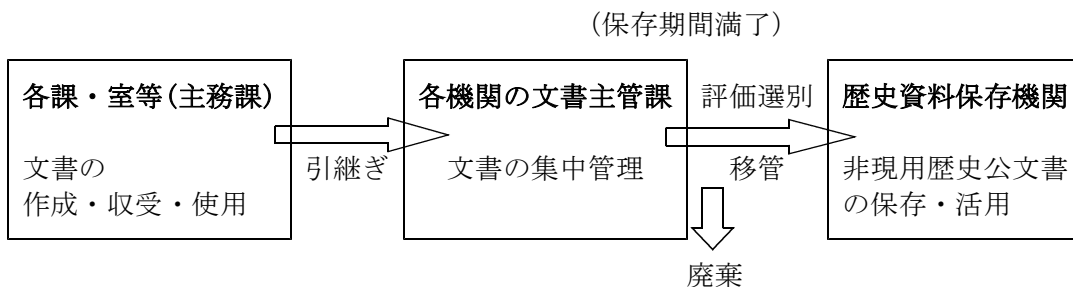 (保存期間満了)
各課・室等(主務課)
文書の
作成・収受・使用
引継ぎ
各機関の文書主管課
文書の集中管理
評価選別
移管
廃棄
歴史資料保存機関
非現用歴史公文書
の保存・活用